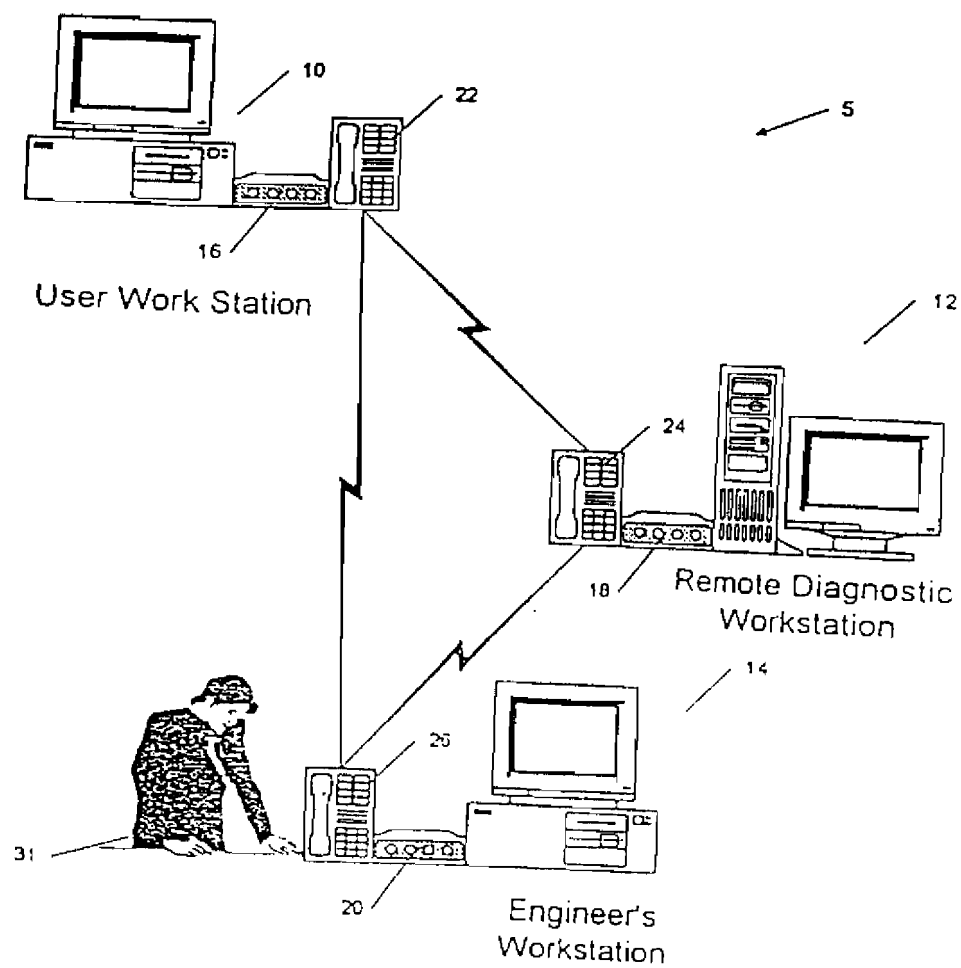 10
22
5
16
User Work Station
12
24
18
Remote Diagnostic
Workstation
14
26
31
20
Engineer's
Workstation